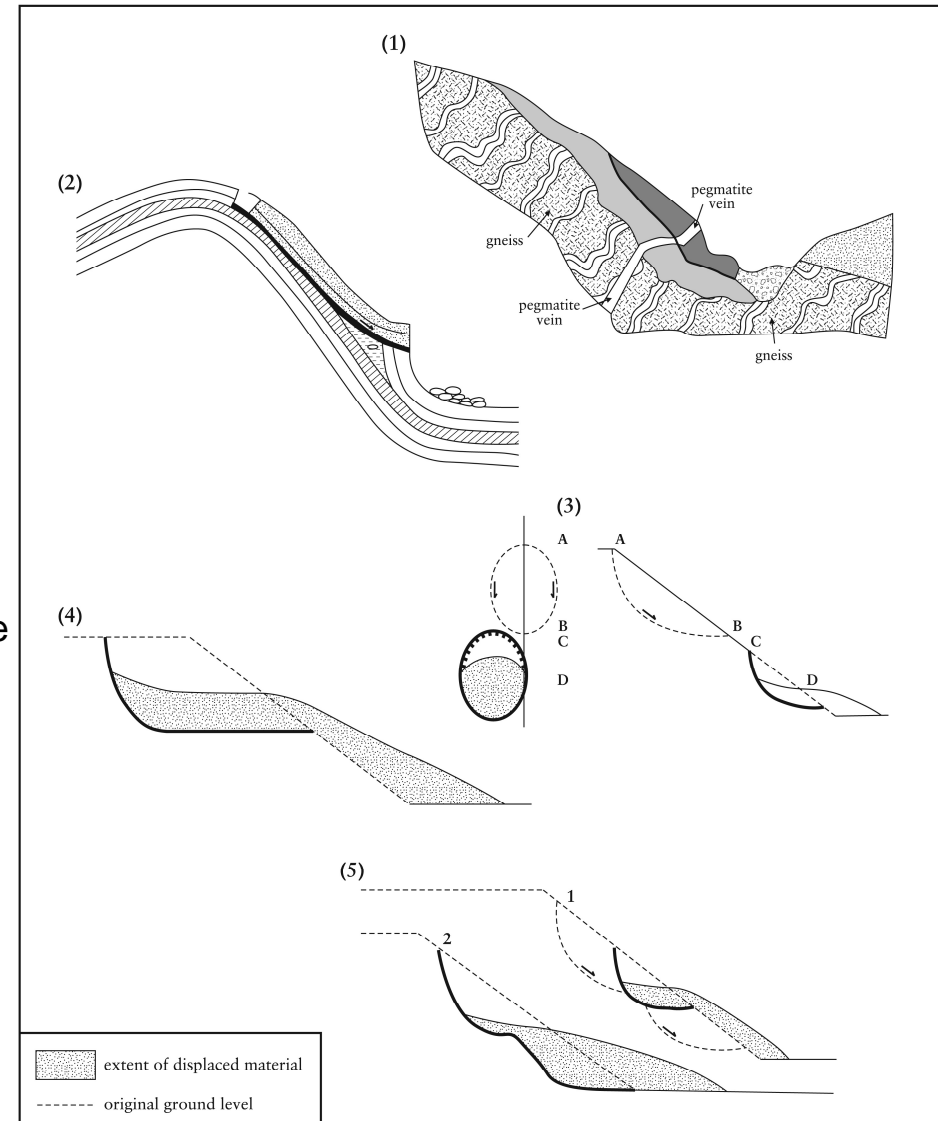 (1)
pegmatite
vein
gneiss
pegmatite
vein
gneiss
(2)
(3)
A
B
C
D
A
B
C
D
(4)
e
(5)
1
2
extent of displaced material
original ground level